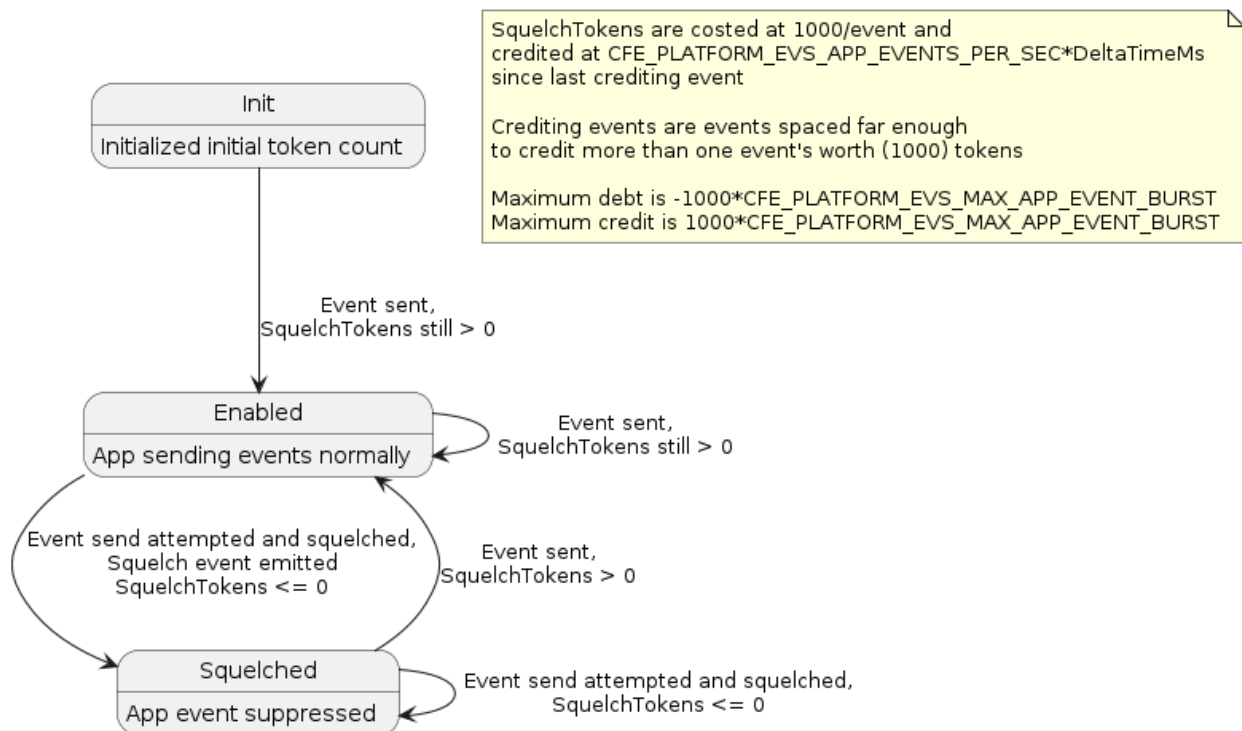 SquelchTokens are costed at 1000/event and
credited at CFE_PLATFORM_EVS_APP_EVENTS_PER_SEC*DeltaTimeMs
since last crediting event
Crediting events are events spaced far enough
to credit more than one event's worth (1000) tokens
Maximum debt is -1000*CFE_PLATFORM_EVS_MAX_APP_EVENT_BURST
Maximum credit is 1000*CFE_PLATFORM_EVS_MAX_APP_EVENT_BURST
Init
Initialized initial token count
Event sent,
SquelchTokens still > 0
Enabled
App sending events normally
Event sent,
SquelchTokens still > 0
Event send attempted and squelched,
Squelch event emitted
SquelchTokens <= 0
Event sent,
SquelchTokens > 0
Squelched
App event suppressed
Event send attempted and squelched,
SquelchTokens <= 0